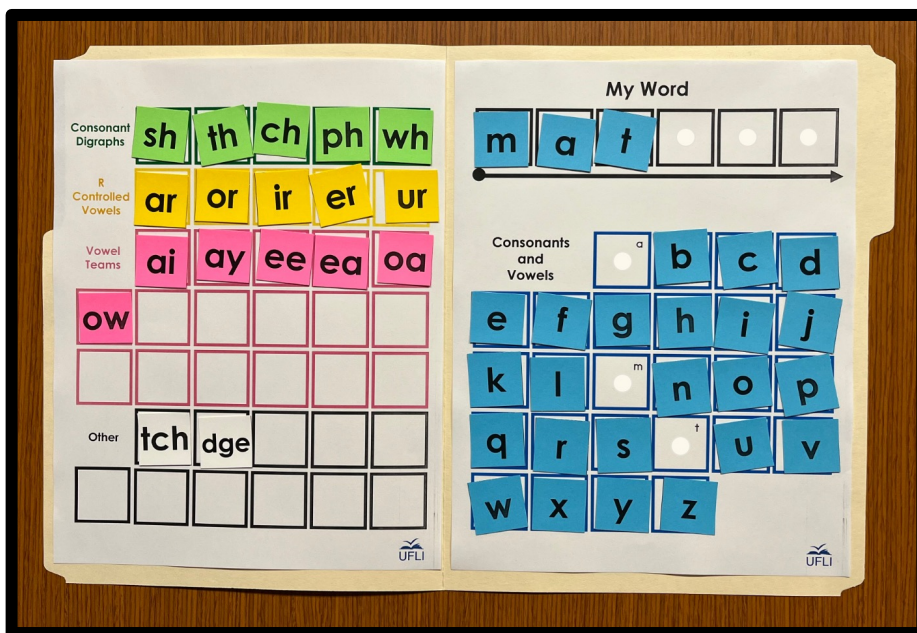 Consonant
Digraphs
sh th ch ph wh
R
Controlled
Vowels
ar or ir er ur
Vowel
Teams
ai ay ee ea oa
ow
Other
tch dge
UFLI
My Word
m a t
Consonants
and
Vowels
a b c d
e f g h i j
k l m n o p
q r s t u v
w x y z
UFLI